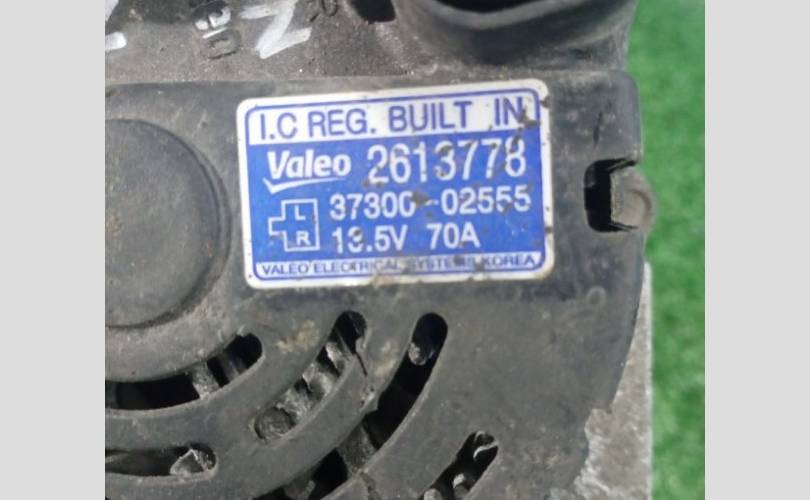 I.C REG. BUILT IN
Valeo 2613778
37300-02555
L
R
13.5V 70A
VALEO ELECTRICAL SYSTEMS KOREA